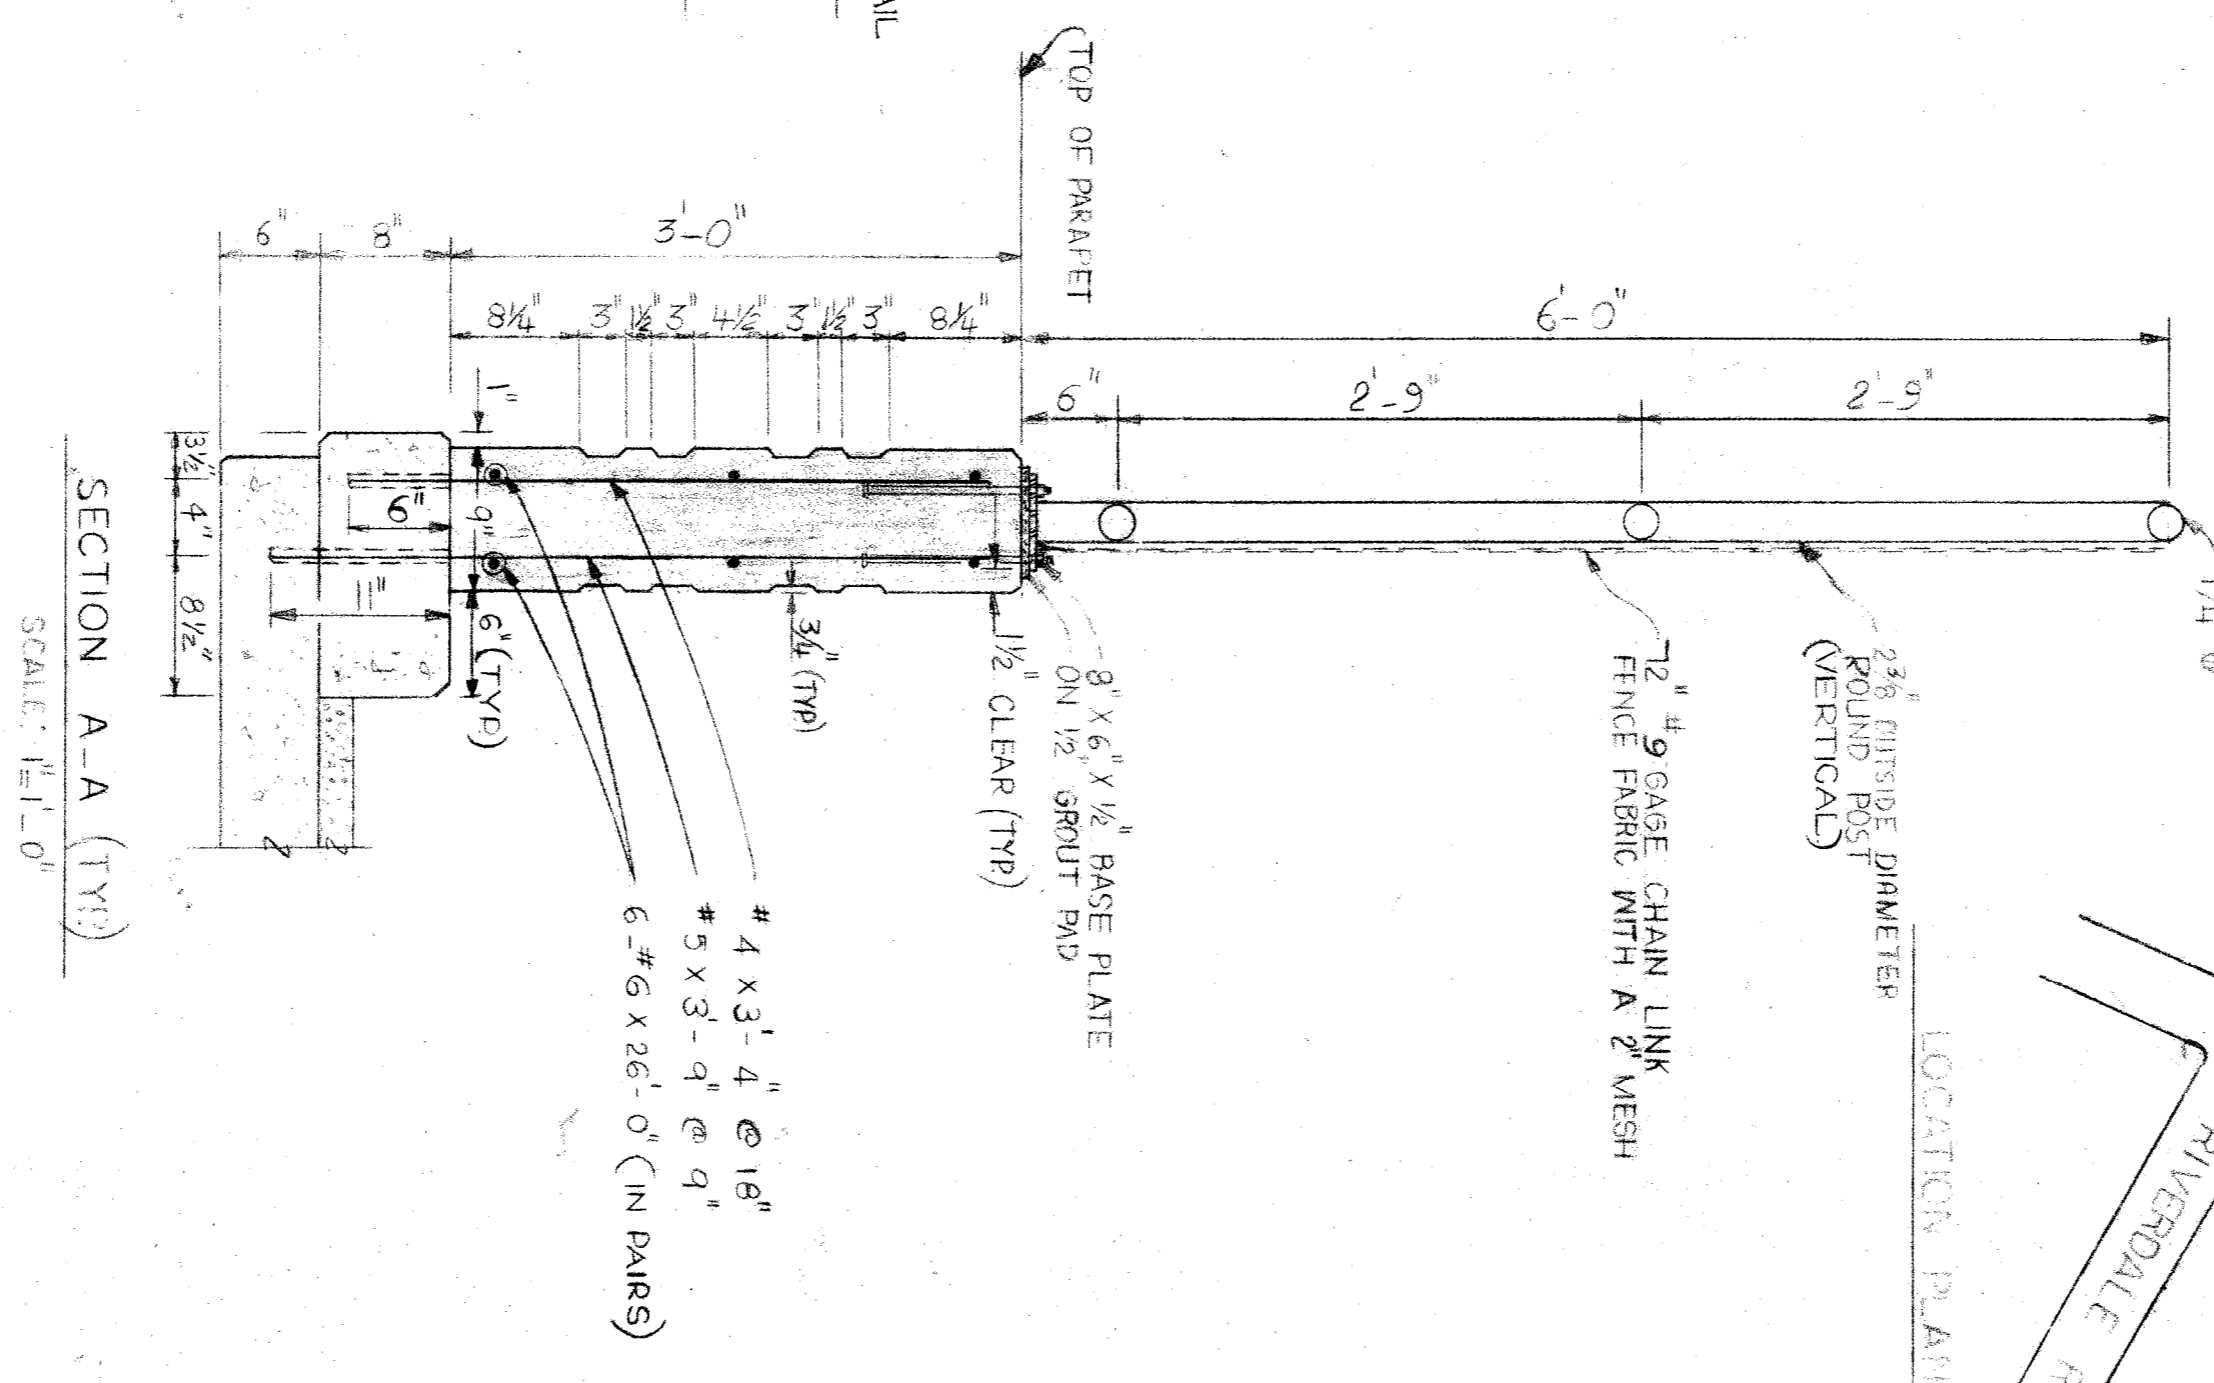 AIL
TOP OF PARAPET
6"
8"
3'-0"
8¼"
3"
1½"
3"
4½"
3"
1½"
3"
8¼"
6'-0"
6"
2'-9"
2'-9"
1"
3½"
4"
8½"
6"
9"
11"
6" (TYP)
¾" (TYP)
1½" CLEAR (TYP.)
8" X 6" X ½" BASE PLATE
ON ½" GROUT PAD
72" #9 GAGE CHAIN LINK
FENCE FABRIC WITH A 2" MESH
2⅜" OUTSIDE DIAMETER
ROUND POST
(VERTICAL)
#4 X 3'-4" @ 18"
#5 X 3'-9" @ 9"
6-#6 X 26'-0" (IN PAIRS)
SECTION A-A (TYP.)
SCALE: 1"=1'-0"
LOCATION PLAN
RIVERDALE